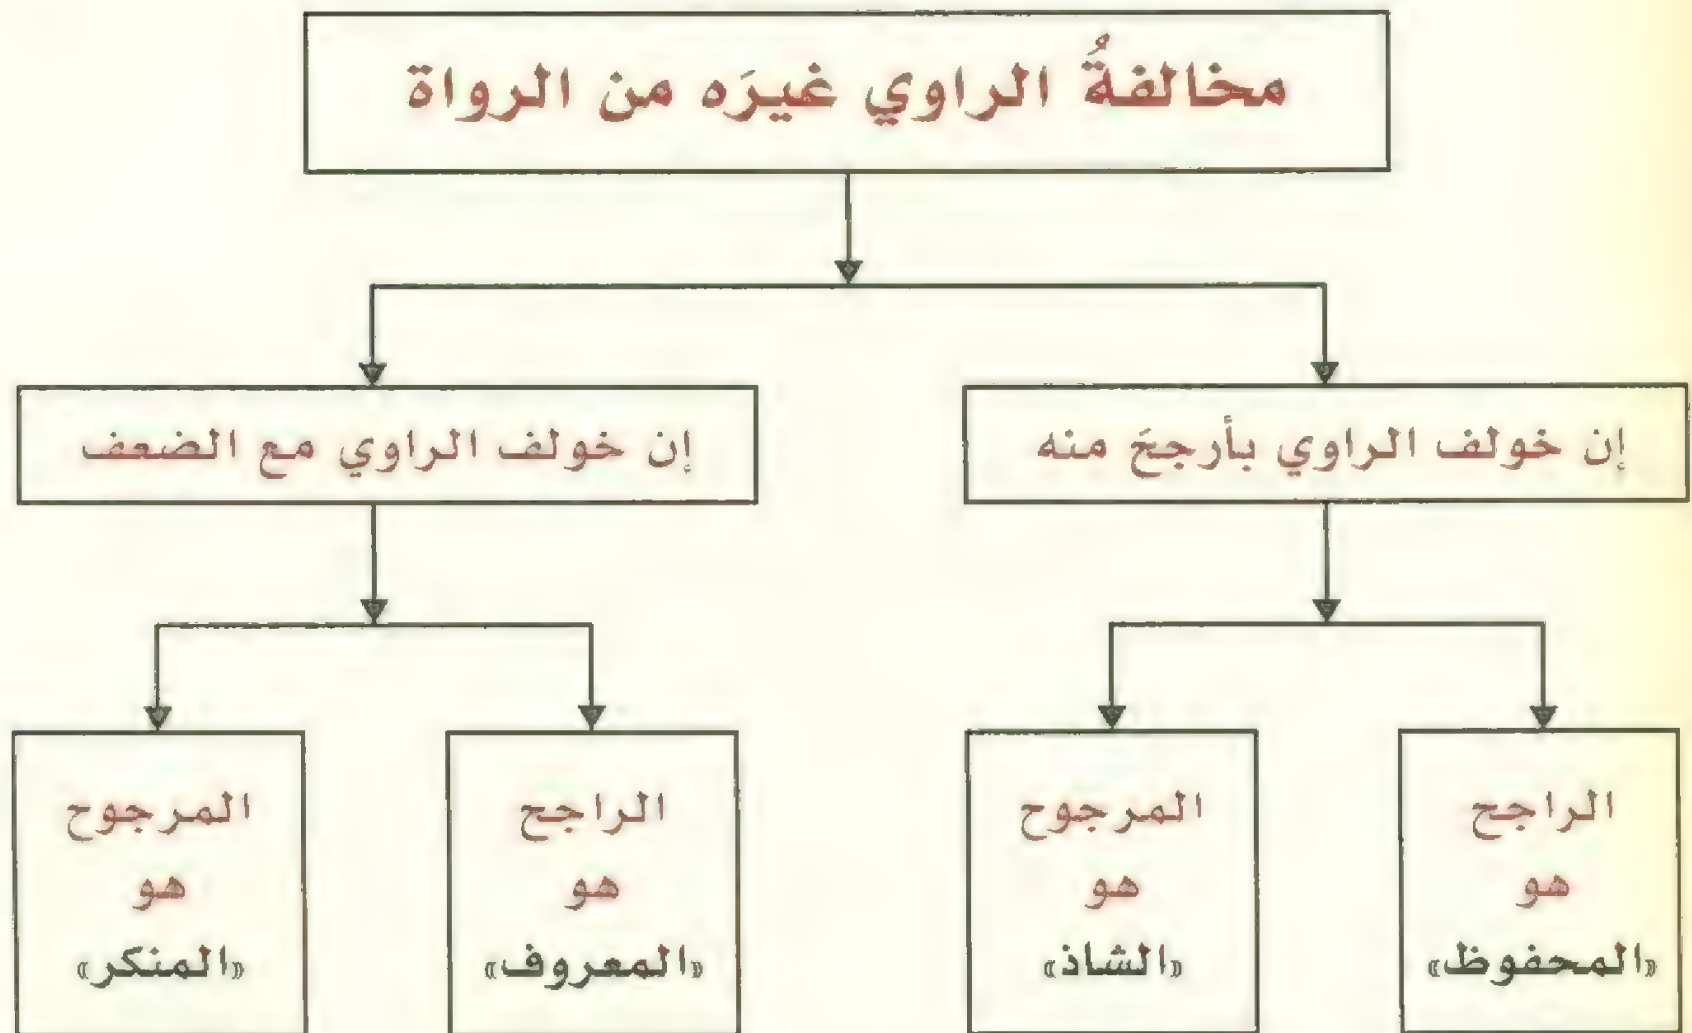 مخالفةُ الراوي غيرَه من الرواة
إن خولف الراوي بأرجحَ منه
إن خولف الراوي مع الضعف
الراجح
هو
«المحفوظ»
المرجوح
هو
«الشاذ»
الراجح
هو
«المعروف»
المرجوح
هو
«المنكر»